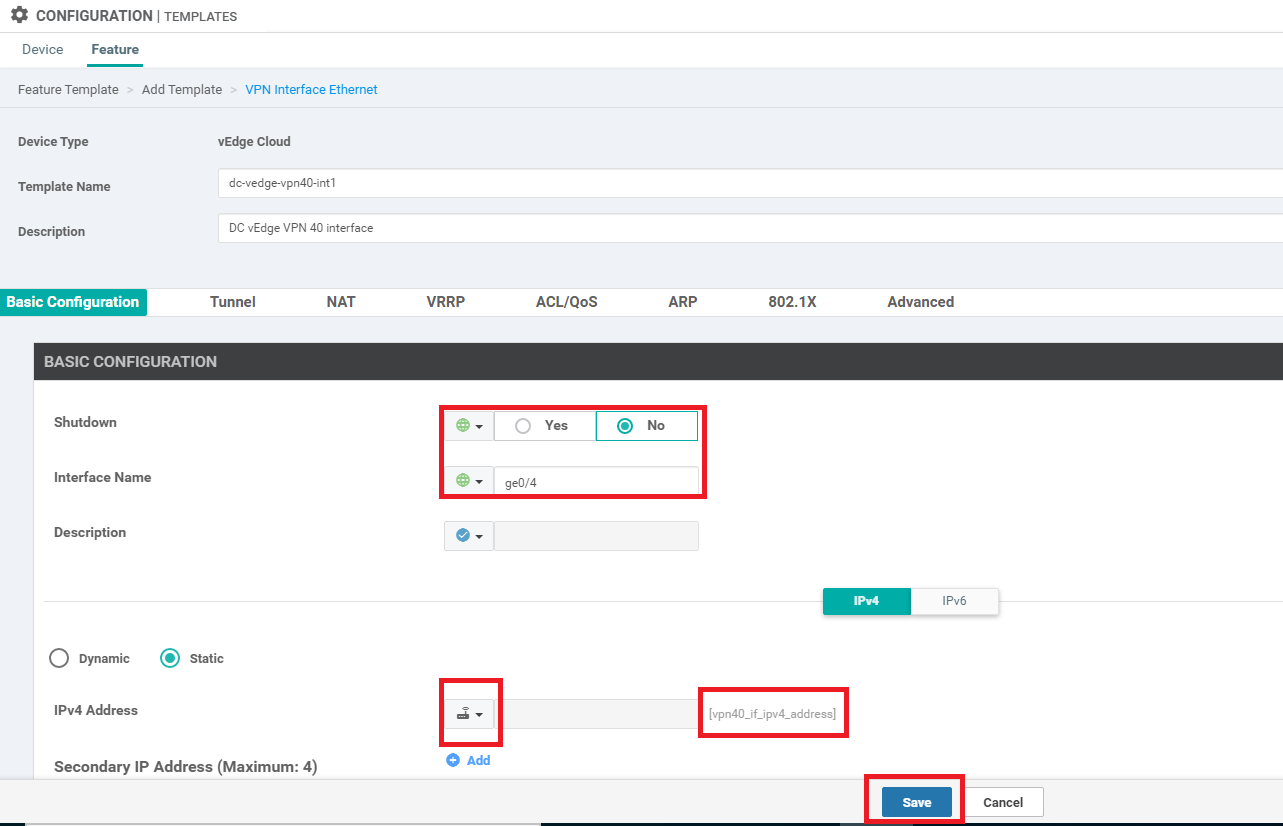 CONFIGURATION | TEMPLATES
Device Feature
Feature Template > Add Template > VPN Interface Ethernet
Device Type vEdge Cloud
Template Name dc-vedge-vpn40-int1
Description DC vEdge VPN 40 interface
Basic Configuration Tunnel NAT VRRP ACL/QoS ARP 802.1X Advanced
BASIC CONFIGURATION
Shutdown Yes No
Interface Name ge0/4
Description
IPv4 IPv6
Dynamic Static
IPv4 Address [vpn40_if_ipv4_address]
Secondary IP Address (Maximum: 4) Add
Save Cancel